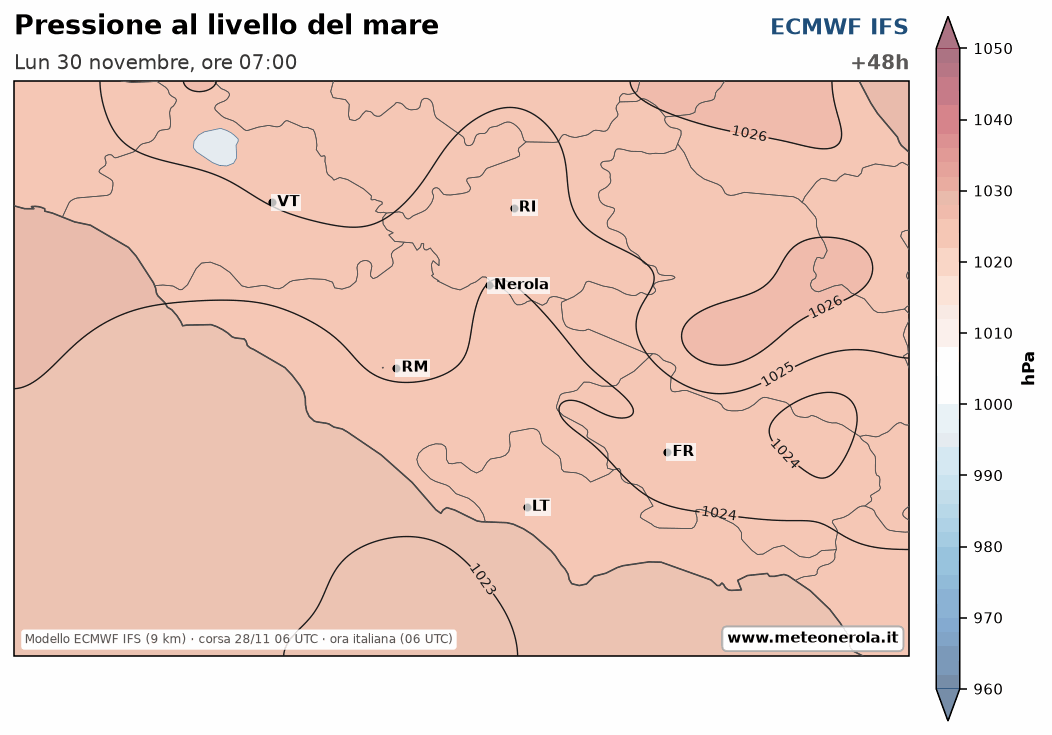 Pressione al livello del mare
ECMWF IFS
Lun 30 novembre, ore 07:00
+48h
1026
VT
RI
Nerola
1026
RM
1025
1024
FR
LT
1024
1023
Modello ECMWF IFS (9 km) · corsa 28/11 06 UTC · ora italiana (06 UTC)
www.meteonerola.it
1050
1040
1030
1020
1010
1000
990
980
970
960
hPa